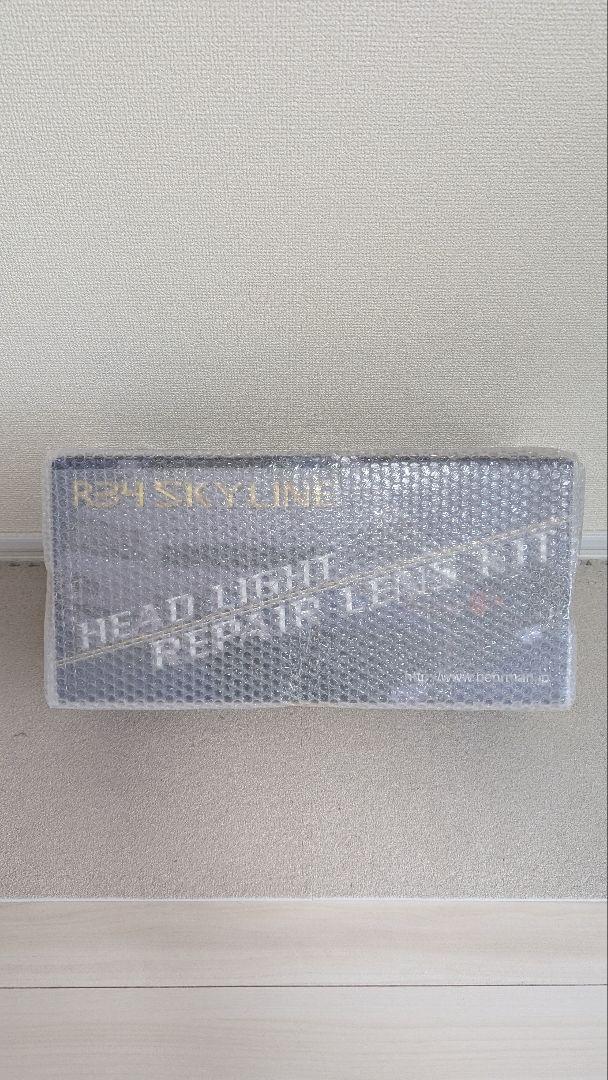 R34 SKYLINE
HEAD LIGHT
REPAIR LENS KIT